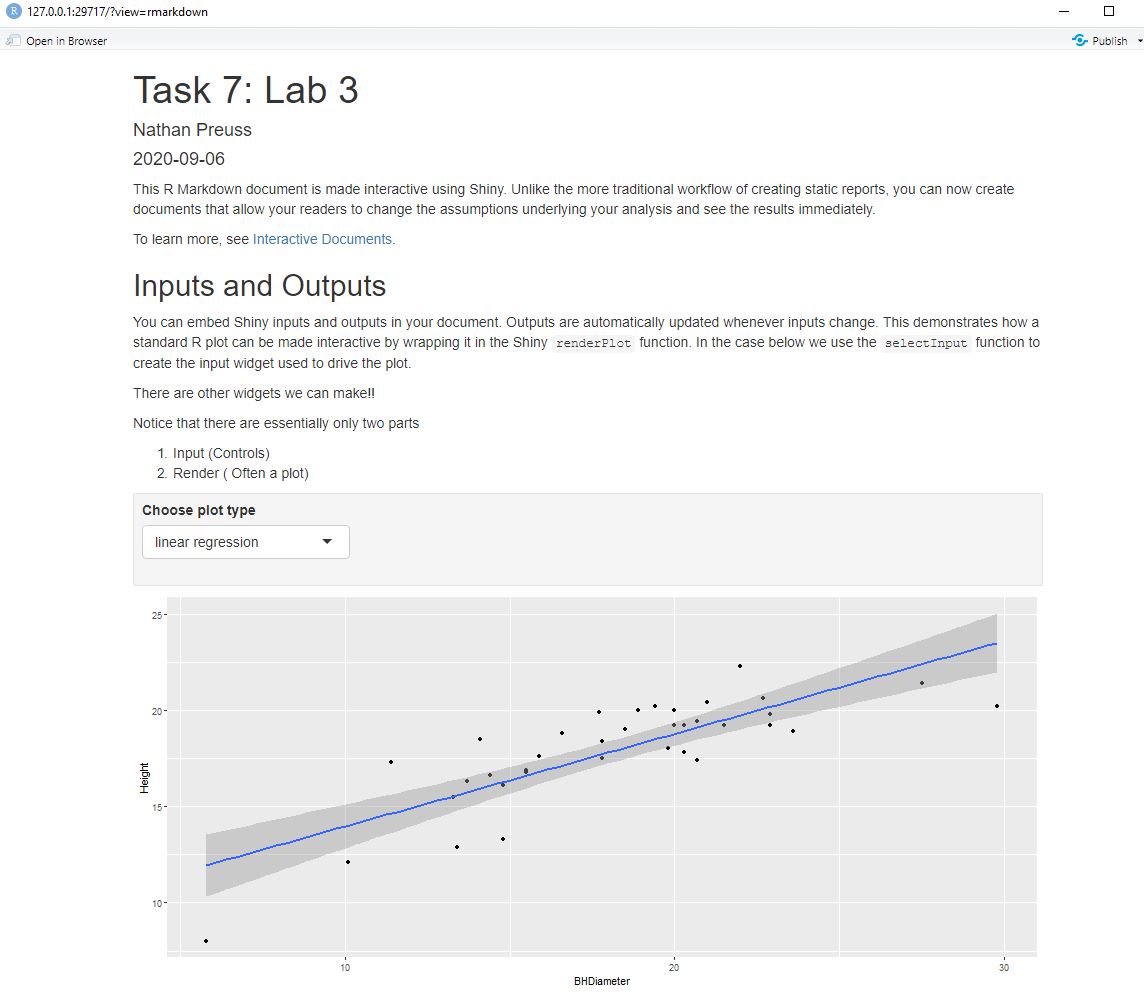 R 127.0.0.1:29717/?view=rmarkdown
Open in Browser Publish
Task 7: Lab 3
Nathan Preuss
2020-09-06
This R Markdown document is made interactive using Shiny. Unlike the more traditional workflow of creating static reports, you can now create
documents that allow your readers to change the assumptions underlying your analysis and see the results immediately.
To learn more, see Interactive Documents.
Inputs and Outputs
You can embed Shiny inputs and outputs in your document. Outputs are automatically updated whenever inputs change. This demonstrates how a
standard R plot can be made interactive by wrapping it in the Shiny renderPlot function. In the case below we use the selectInput function to
create the input widget used to drive the plot.
There are other widgets we can make!!
Notice that there are essentially only two parts
1. Input (Controls)
2. Render ( Often a plot)
Choose plot type
linear regression
25
20
15
10
Height
10 20 30
BHDiameter